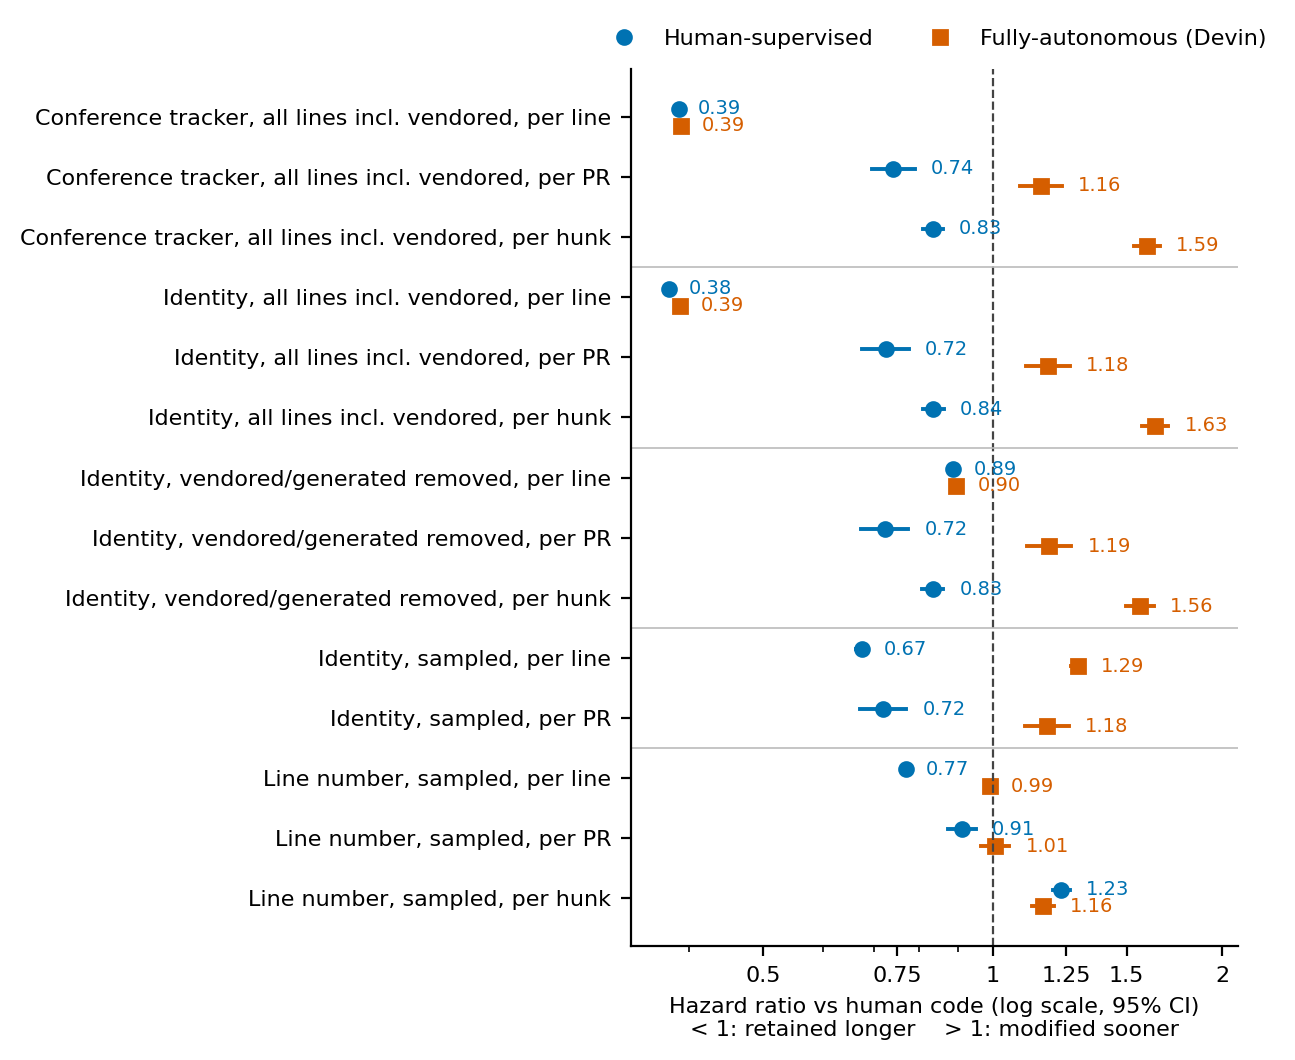 Human-supervised
Fully-autonomous (Devin)
Conference tracker, all lines incl. vendored, per line
0.39
0.39
Conference tracker, all lines incl. vendored, per PR
0.74
1.16
Conference tracker, all lines incl. vendored, per hunk
0.83
1.59
Identity, all lines incl. vendored, per line
0.38
0.39
Identity, all lines incl. vendored, per PR
0.72
1.18
Identity, all lines incl. vendored, per hunk
0.84
1.63
Identity, vendored/generated removed, per line
0.89
0.90
Identity, vendored/generated removed, per PR
0.72
1.19
Identity, vendored/generated removed, per hunk
0.83
1.56
Identity, sampled, per line
0.67
1.29
Identity, sampled, per PR
0.72
1.18
Line number, sampled, per line
0.77
0.99
Line number, sampled, per PR
0.91
1.01
Line number, sampled, per hunk
1.23
1.16
0.5 0.75 1 1.25 1.5 2
Hazard ratio vs human code (log scale, 95% CI)
< 1: retained longer > 1: modified sooner